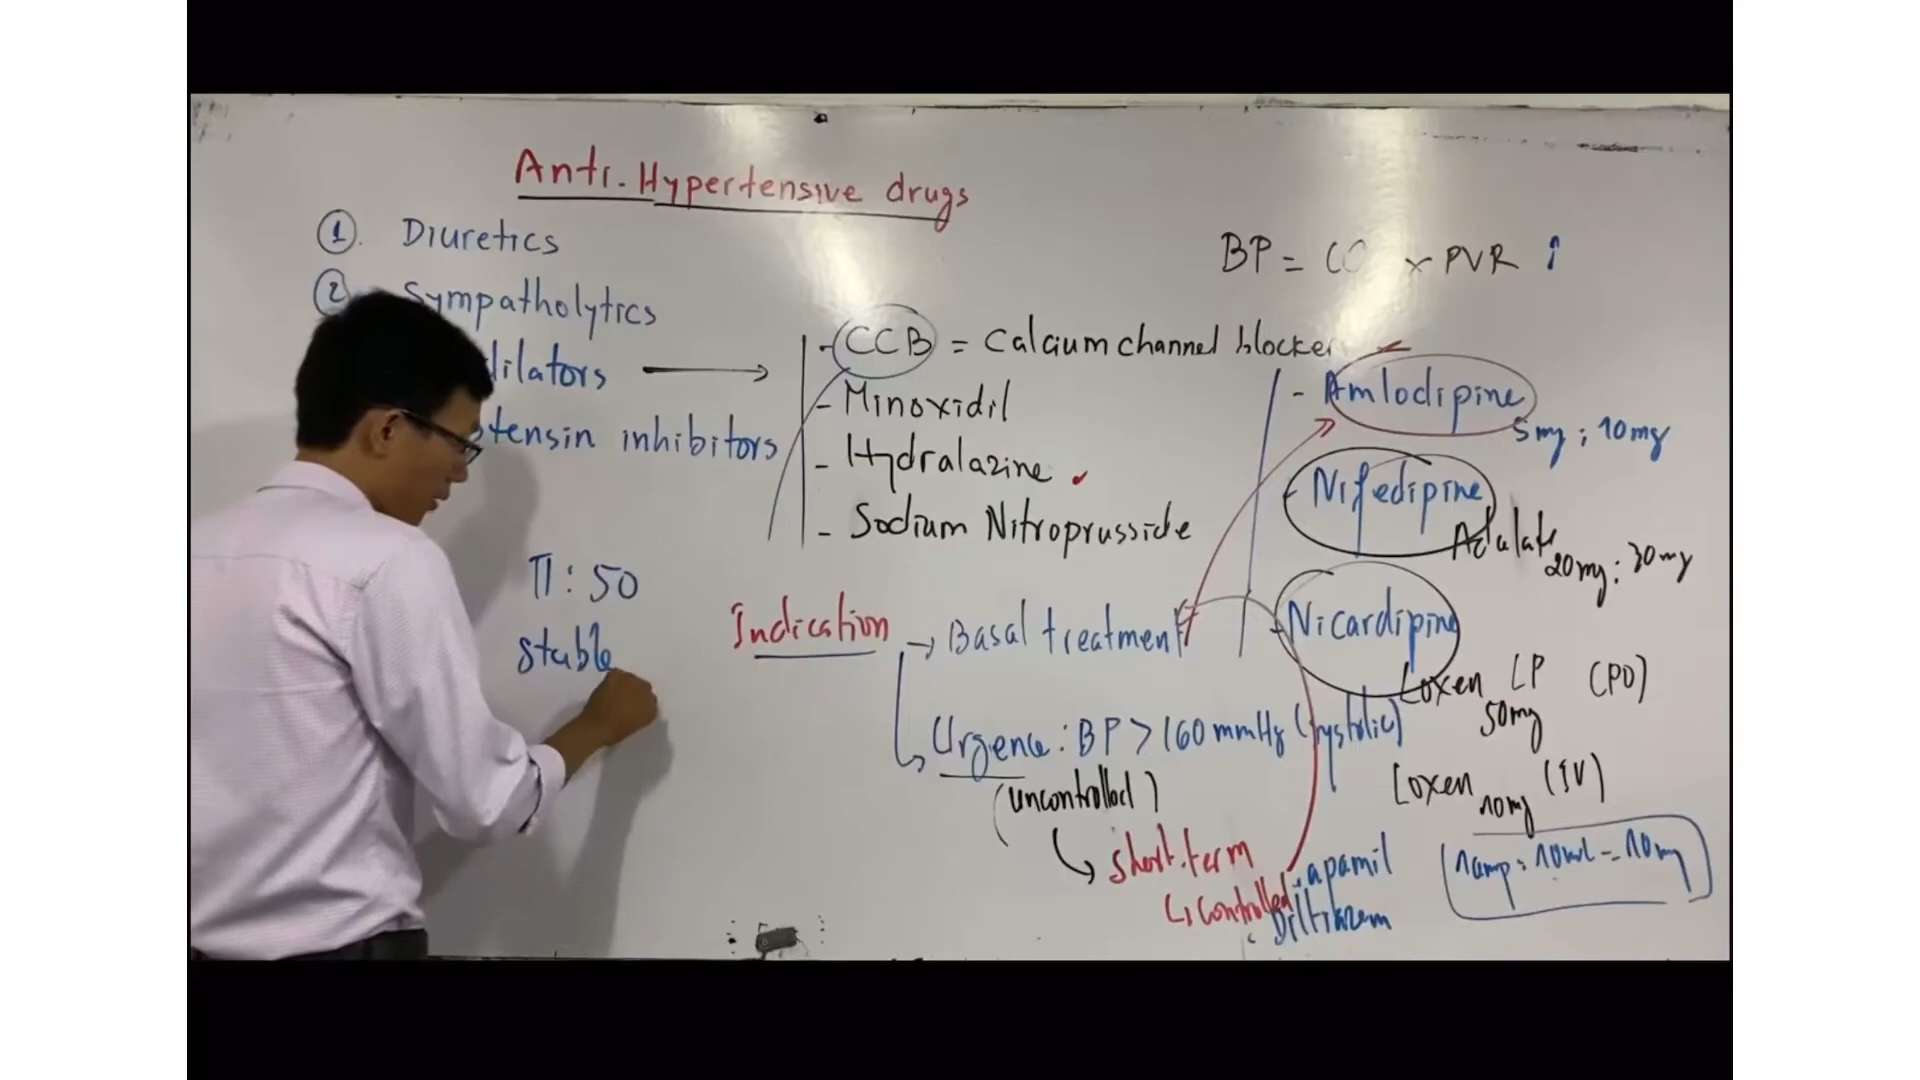 Anti-Hypertensive drugs
1. Diuretics
2 Sympatholytics
dilators
tensin inhibitors
BP = CO × PVR
- CCB = Calcium channel blocker
- Minoxidil
- Hydralazine
- Sodium Nitroprusside
- Amlodipine
5mg ; 10mg
- Nifedipine
Adulate
20mg ; 30mg
- Nicardipine
Loxen LP (PO)
50mg
Loxen (IV)
10mg
1amp = 10ml = 10mg
apamil
Diltiazem
TI : 50
stable
Indication → Basal treatment
Urgence : BP > 160 mmHg (systolic)
(uncontrolled)
short.term
controlled